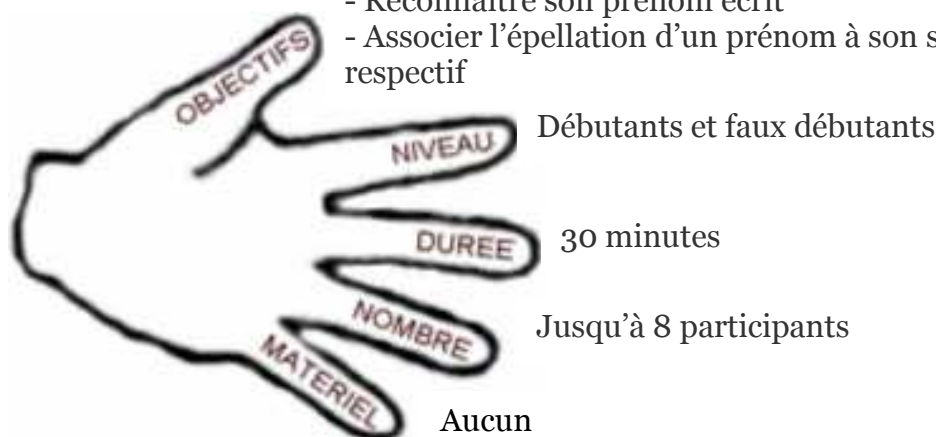 - Reconnaître son prénom écrit
- Associer l’épellation d’un prénom à son
respectif
OBJECTIFS
NIVEAU
Débutants et faux débutants
DUREE
30 minutes
NOMBRE
Jusqu’à 8 participants
MATERIEL
Aucun